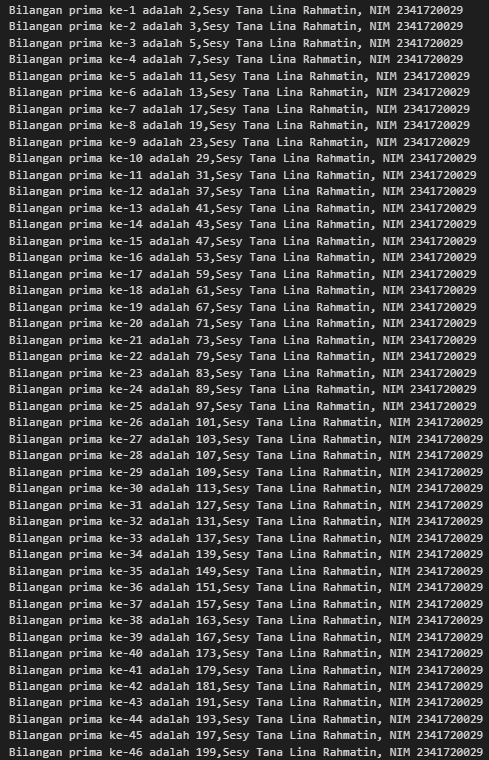 Bilangan prima ke-1 adalah 2,Sesy Tana Lina Rahmatin, NIM 2341720029
Bilangan prima ke-2 adalah 3,Sesy Tana Lina Rahmatin, NIM 2341720029
Bilangan prima ke-3 adalah 5,Sesy Tana Lina Rahmatin, NIM 2341720029
Bilangan prima ke-4 adalah 7,Sesy Tana Lina Rahmatin, NIM 2341720029
Bilangan prima ke-5 adalah 11,Sesy Tana Lina Rahmatin, NIM 2341720029
Bilangan prima ke-6 adalah 13,Sesy Tana Lina Rahmatin, NIM 2341720029
Bilangan prima ke-7 adalah 17,Sesy Tana Lina Rahmatin, NIM 2341720029
Bilangan prima ke-8 adalah 19,Sesy Tana Lina Rahmatin, NIM 2341720029
Bilangan prima ke-9 adalah 23,Sesy Tana Lina Rahmatin, NIM 2341720029
Bilangan prima ke-10 adalah 29,Sesy Tana Lina Rahmatin, NIM 2341720029
Bilangan prima ke-11 adalah 31,Sesy Tana Lina Rahmatin, NIM 2341720029
Bilangan prima ke-12 adalah 37,Sesy Tana Lina Rahmatin, NIM 2341720029
Bilangan prima ke-13 adalah 41,Sesy Tana Lina Rahmatin, NIM 2341720029
Bilangan prima ke-14 adalah 43,Sesy Tana Lina Rahmatin, NIM 2341720029
Bilangan prima ke-15 adalah 47,Sesy Tana Lina Rahmatin, NIM 2341720029
Bilangan prima ke-16 adalah 53,Sesy Tana Lina Rahmatin, NIM 2341720029
Bilangan prima ke-17 adalah 59,Sesy Tana Lina Rahmatin, NIM 2341720029
Bilangan prima ke-18 adalah 61,Sesy Tana Lina Rahmatin, NIM 2341720029
Bilangan prima ke-19 adalah 67,Sesy Tana Lina Rahmatin, NIM 2341720029
Bilangan prima ke-20 adalah 71,Sesy Tana Lina Rahmatin, NIM 2341720029
Bilangan prima ke-21 adalah 73,Sesy Tana Lina Rahmatin, NIM 2341720029
Bilangan prima ke-22 adalah 79,Sesy Tana Lina Rahmatin, NIM 2341720029
Bilangan prima ke-23 adalah 83,Sesy Tana Lina Rahmatin, NIM 2341720029
Bilangan prima ke-24 adalah 89,Sesy Tana Lina Rahmatin, NIM 2341720029
Bilangan prima ke-25 adalah 97,Sesy Tana Lina Rahmatin, NIM 2341720029
Bilangan prima ke-26 adalah 101,Sesy Tana Lina Rahmatin, NIM 2341720029
Bilangan prima ke-27 adalah 103,Sesy Tana Lina Rahmatin, NIM 2341720029
Bilangan prima ke-28 adalah 107,Sesy Tana Lina Rahmatin, NIM 2341720029
Bilangan prima ke-29 adalah 109,Sesy Tana Lina Rahmatin, NIM 2341720029
Bilangan prima ke-30 adalah 113,Sesy Tana Lina Rahmatin, NIM 2341720029
Bilangan prima ke-31 adalah 127,Sesy Tana Lina Rahmatin, NIM 2341720029
Bilangan prima ke-32 adalah 131,Sesy Tana Lina Rahmatin, NIM 2341720029
Bilangan prima ke-33 adalah 137,Sesy Tana Lina Rahmatin, NIM 2341720029
Bilangan prima ke-34 adalah 139,Sesy Tana Lina Rahmatin, NIM 2341720029
Bilangan prima ke-35 adalah 149,Sesy Tana Lina Rahmatin, NIM 2341720029
Bilangan prima ke-36 adalah 151,Sesy Tana Lina Rahmatin, NIM 2341720029
Bilangan prima ke-37 adalah 157,Sesy Tana Lina Rahmatin, NIM 2341720029
Bilangan prima ke-38 adalah 163,Sesy Tana Lina Rahmatin, NIM 2341720029
Bilangan prima ke-39 adalah 167,Sesy Tana Lina Rahmatin, NIM 2341720029
Bilangan prima ke-40 adalah 173,Sesy Tana Lina Rahmatin, NIM 2341720029
Bilangan prima ke-41 adalah 179,Sesy Tana Lina Rahmatin, NIM 2341720029
Bilangan prima ke-42 adalah 181,Sesy Tana Lina Rahmatin, NIM 2341720029
Bilangan prima ke-43 adalah 191,Sesy Tana Lina Rahmatin, NIM 2341720029
Bilangan prima ke-44 adalah 193,Sesy Tana Lina Rahmatin, NIM 2341720029
Bilangan prima ke-45 adalah 197,Sesy Tana Lina Rahmatin, NIM 2341720029
Bilangan prima ke-46 adalah 199,Sesy Tana Lina Rahmatin, NIM 2341720029